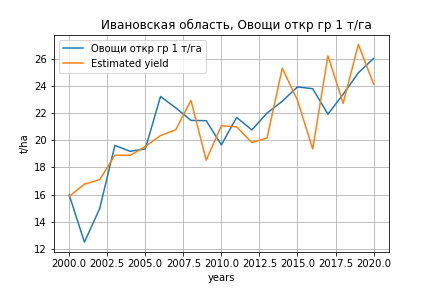 Ивановская область, Овощи откр гр 1 т/га
Овощи откр гр 1 т/га
Estimated yield
t/ha
26
24
22
20
18
16
14
12
2000.0 2002.5 2005.0 2007.5 2010.0 2012.5 2015.0 2017.5 2020.0
years